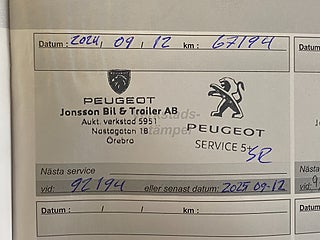 Datum: 2024, 09, 12 km: 67194
PEUGEOT
Jonsson Bil & Trailer AB
Aukt. verkstad 5951
Nastagatan 18
Örebro
PEUGEOT
SERVICE 5+
SR
Nästa service
vid: 92194 eller senast datum: 2025 09-12
Datum: / / km: